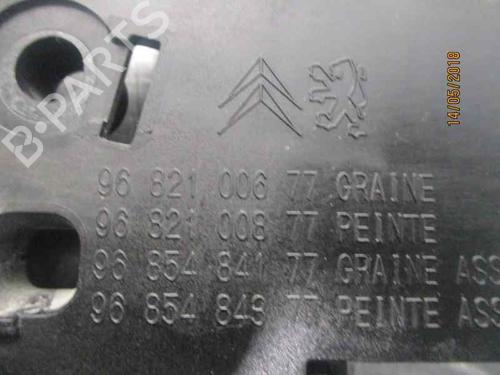 B-PARTS
14/05/2018
96 821 006 77 GRAINE
96 821 008 77 PEINTE
96 854 841 77 GRAINE ASS
96 854 843 77 PEINTE ASS